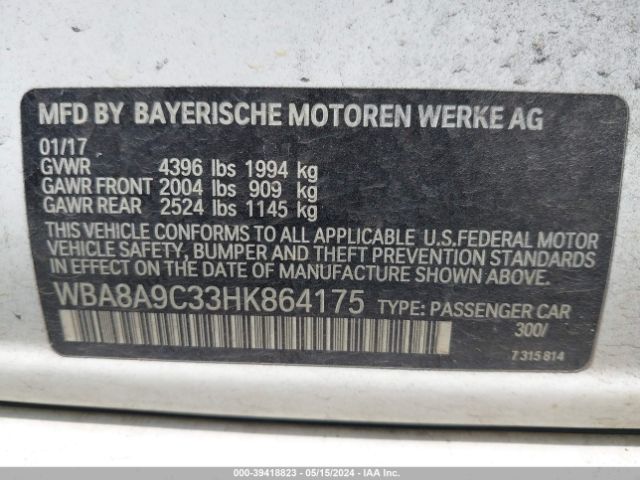 MFD BY BAYERISCHE MOTOREN WERKE AG
01/17
GVWR 4396 lbs 1994 kg
GAWR FRONT 2004 lbs 909 kg
GAWR REAR 2524 lbs 1145 kg
THIS VEHICLE CONFORMS TO ALL APPLICABLE U.S.FEDERAL MOTOR
VEHICLE SAFETY, BUMPER AND THEFT PREVENTION STANDARDS
IN EFFECT ON THE DATE OF MANUFACTURE SHOWN ABOVE.
WBA8A9C33HK864175 TYPE: PASSENGER CAR
300/
7 315 814
000-39418823 - 05/15/2024 - IAA Inc.